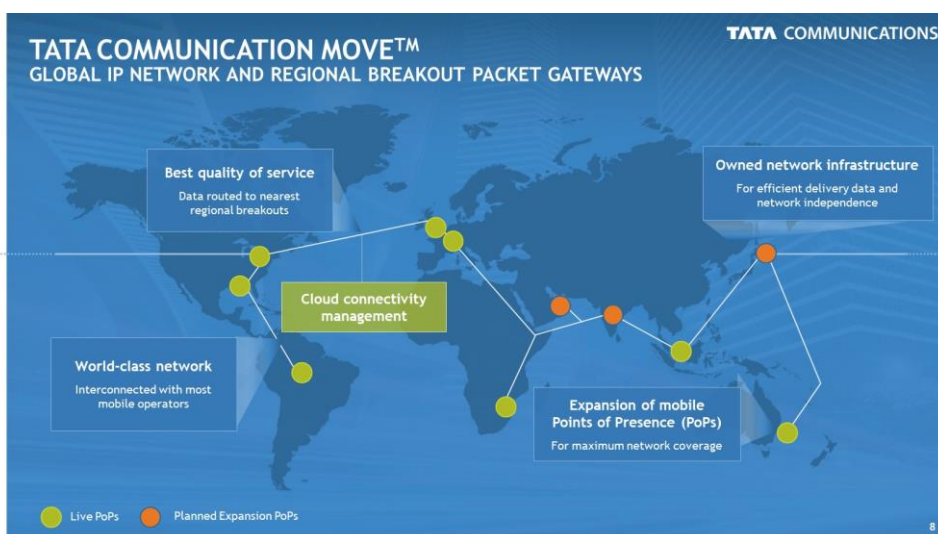 TATA COMMUNICATION MOVE™
GLOBAL IP NETWORK AND REGIONAL BREAKOUT PACKET GATEWAYS
TATA COMMUNICATIONS
Best quality of service
Data routed to nearest
regional breakouts
Owned network infrastructure
For efficient delivery data and
network independence
Cloud connectivity
management
World-class network
Interconnected with most
mobile operators
Expansion of mobile
Points of Presence (PoPs)
For maximum network coverage
Live PoPs
Planned Expansion PoPs
8